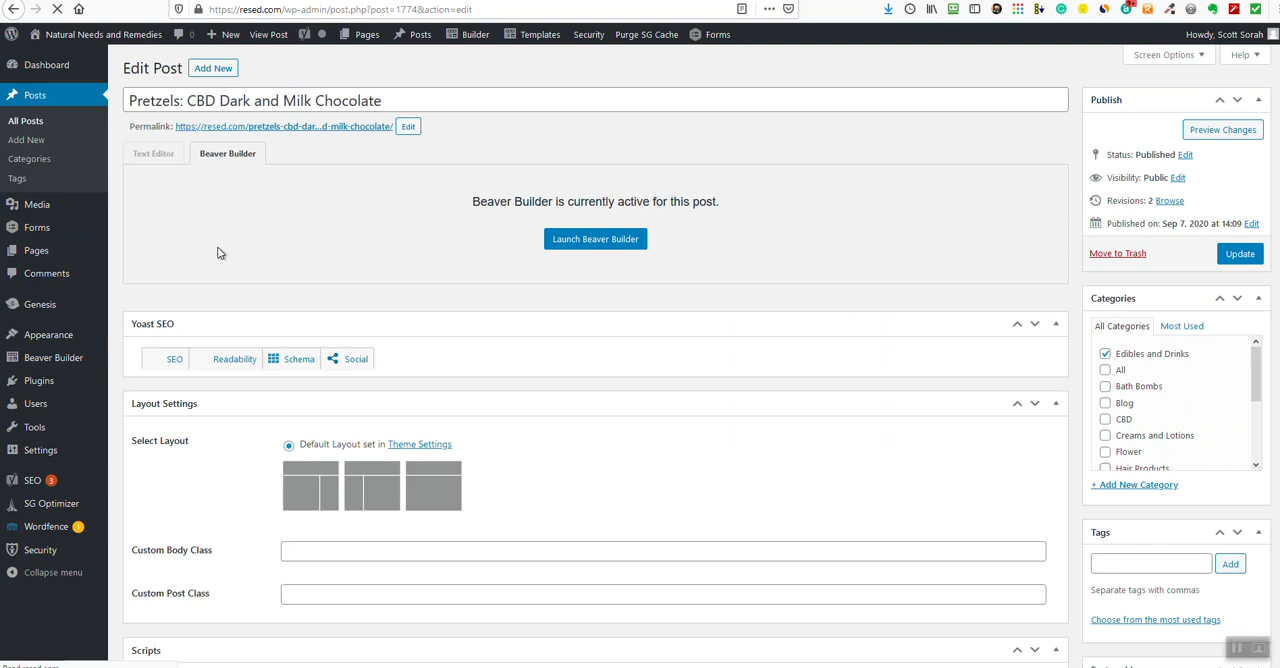 https://resed.com/wp-admin/post.php?post=1774&action=edit
Natural Needs and Remedies 0 New View Post Pages Posts Builder Templates Security Purge SG Cache Forms Howdy, Scott Sorah
Screen Options Help
Dashboard
Posts
All Posts
Add New
Categories
Tags
Media
Forms
Pages
Comments
Genesis
Appearance
Beaver Builder
Plugins
Users
Tools
Settings
SEO 3
SG Optimizer
Wordfence 1
Security
Collapse menu
Edit Post Add New
Pretzels: CBD Dark and Milk Chocolate
Permalink: https://resed.com/pretzels-cbd-dar...d-milk-chocolate/ Edit
Text Editor Beaver Builder
Beaver Builder is currently active for this post.
Launch Beaver Builder
Yoast SEO
SEO Readability Schema Social
Layout Settings
Select Layout
Default Layout set in Theme Settings
Custom Body Class
Custom Post Class
Scripts
Publish
Preview Changes
Status: Published Edit
Visibility: Public Edit
Revisions: 2 Browse
Published on: Sep 7, 2020 at 14:09 Edit
Move to Trash Update
Categories
All Categories Most Used
Edibles and Drinks
All
Bath Bombs
Blog
CBD
Creams and Lotions
Flower
Hair Products
+ Add New Category
Tags
Add
Separate tags with commas
Choose from the most used tags